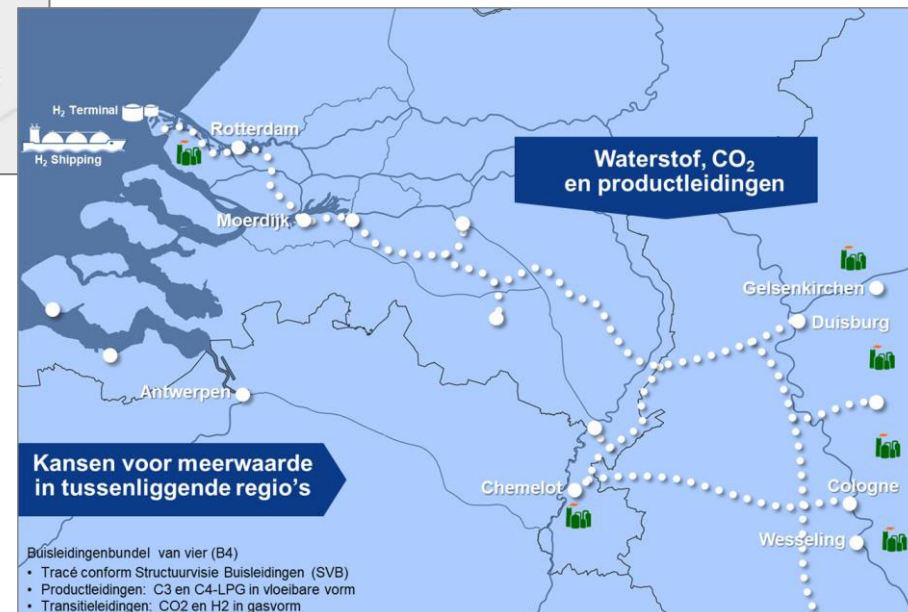 H₂ Terminal
Rotterdam
H₂ Shipping
Waterstof, CO₂
en productleidingen
Moerdijk
Gelsenkirchen
Duisburg
Antwerpen
Kansen voor meerwaarde
in tussenliggende regio's
Chemelot
Cologne
Wesseling
Buisleidingenbundel van vier (B4)
• Tracé conform Structuurvisie Buisleidingen (SVB)
• Productleidingen: C3 en C4-LPG in vloeibare vorm
• Transitieleidingen: CO2 en H2 in gasvorm